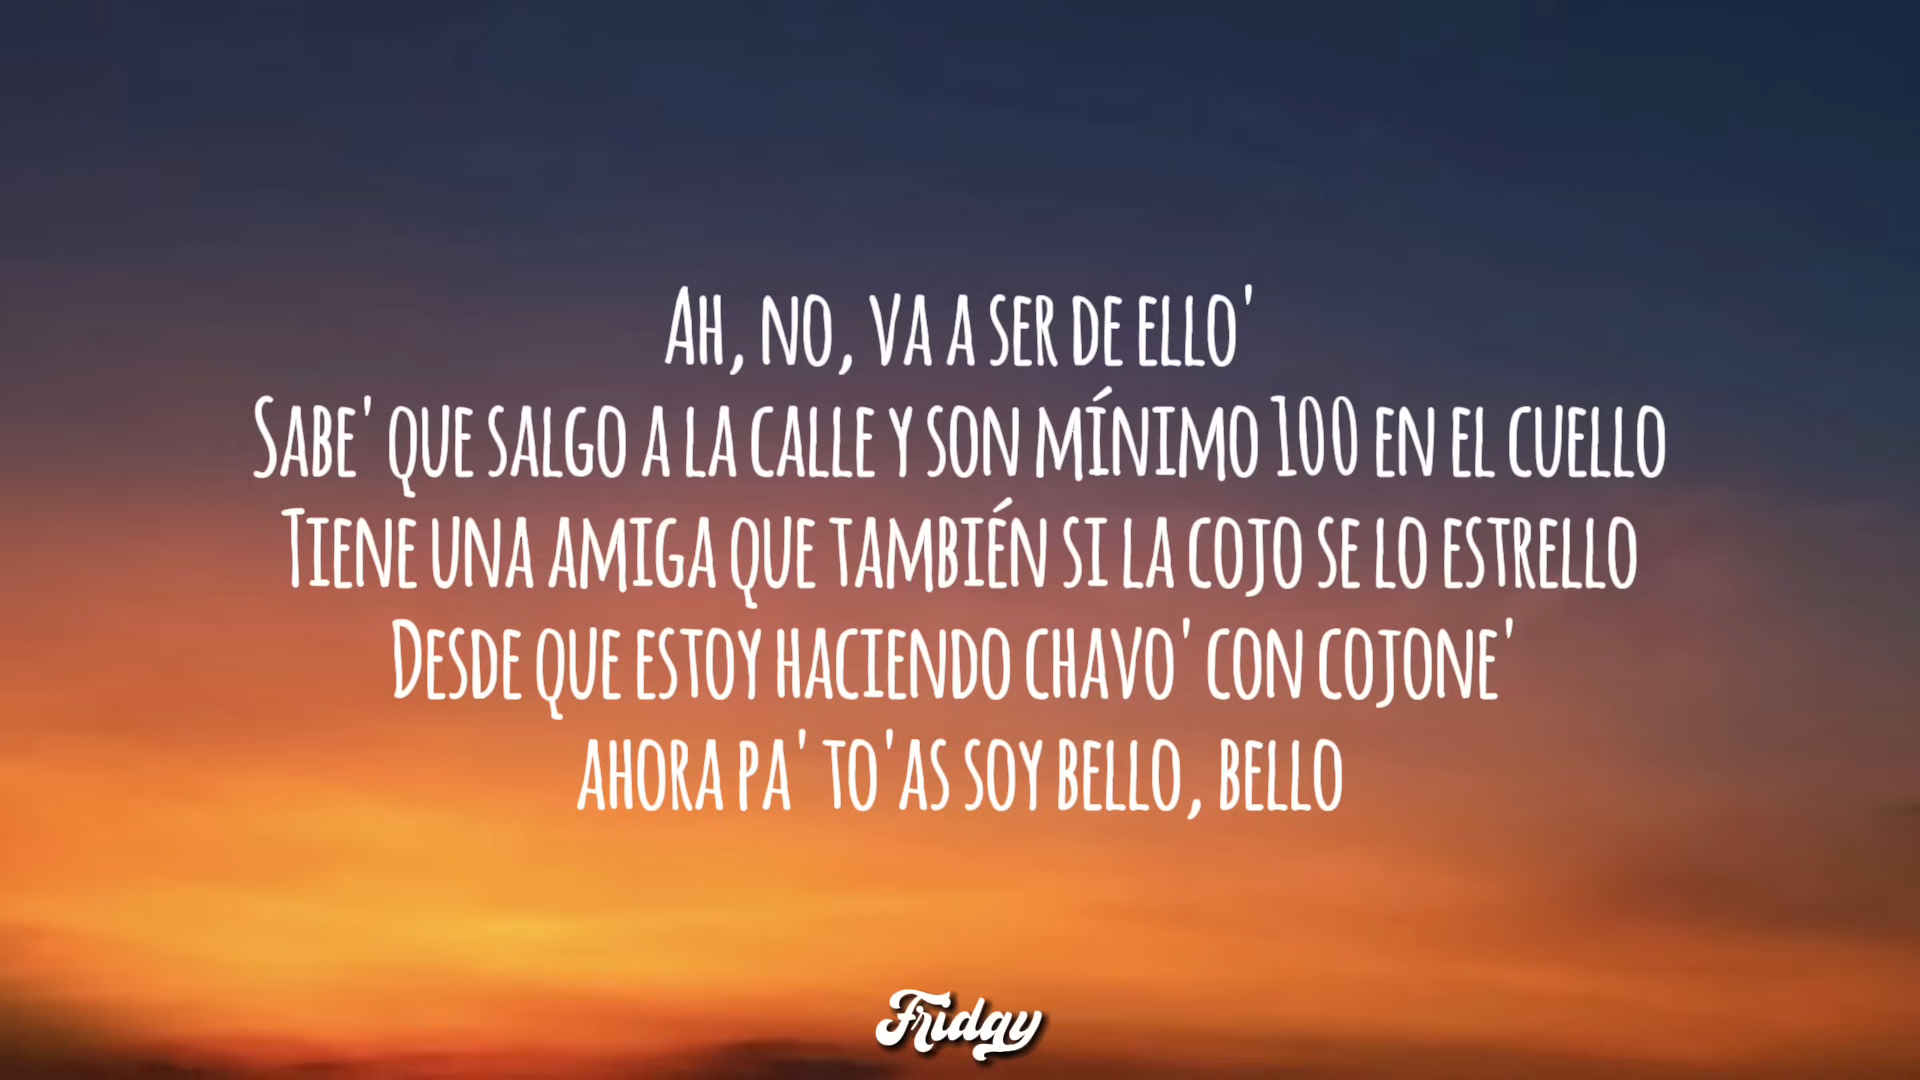 Ah, no, va a ser de ello'
Sabe' que salgo a la calle y son mínimo 100 en el cuello
Tiene una amiga que también si la cojo se lo estrello
Desde que estoy haciendo chavo' con cojone'
ahora pa' to'as soy bello, bello
Friday